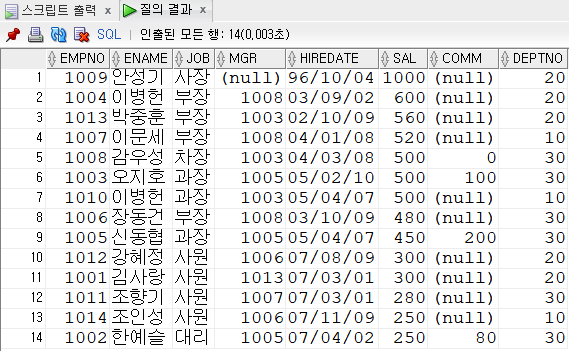 스크립트 출력 × 질의 결과 ×
SQL | 인출된 모든 행: 14(0,003초)
EMPNO ENAME JOB MGR HIREDATE SAL COMM DEPTNO
1 1009 안성기 사장 (null) 96/10/04 1000 (null) 20
2 1004 이병헌 부장 1008 03/09/02 600 (null) 20
3 1013 박중훈 부장 1003 02/10/09 560 (null) 20
4 1007 이문세 부장 1008 04/01/08 520 (null) 10
5 1008 감우성 차장 1003 04/03/08 500 0 30
6 1003 오지호 과장 1005 05/02/10 500 100 30
7 1010 이병헌 과장 1003 05/04/07 500 (null) 10
8 1006 장동건 부장 1008 03/10/09 480 (null) 30
9 1005 신동협 과장 1005 05/04/07 450 200 30
10 1012 강혜정 사원 1006 07/08/09 300 (null) 20
11 1001 김사랑 사원 1013 07/03/01 300 (null) 20
12 1011 조향기 사원 1007 07/03/01 280 (null) 30
13 1014 조인성 사원 1006 07/11/09 250 (null) 10
14 1002 한예슬 대리 1005 07/04/02 250 80 30